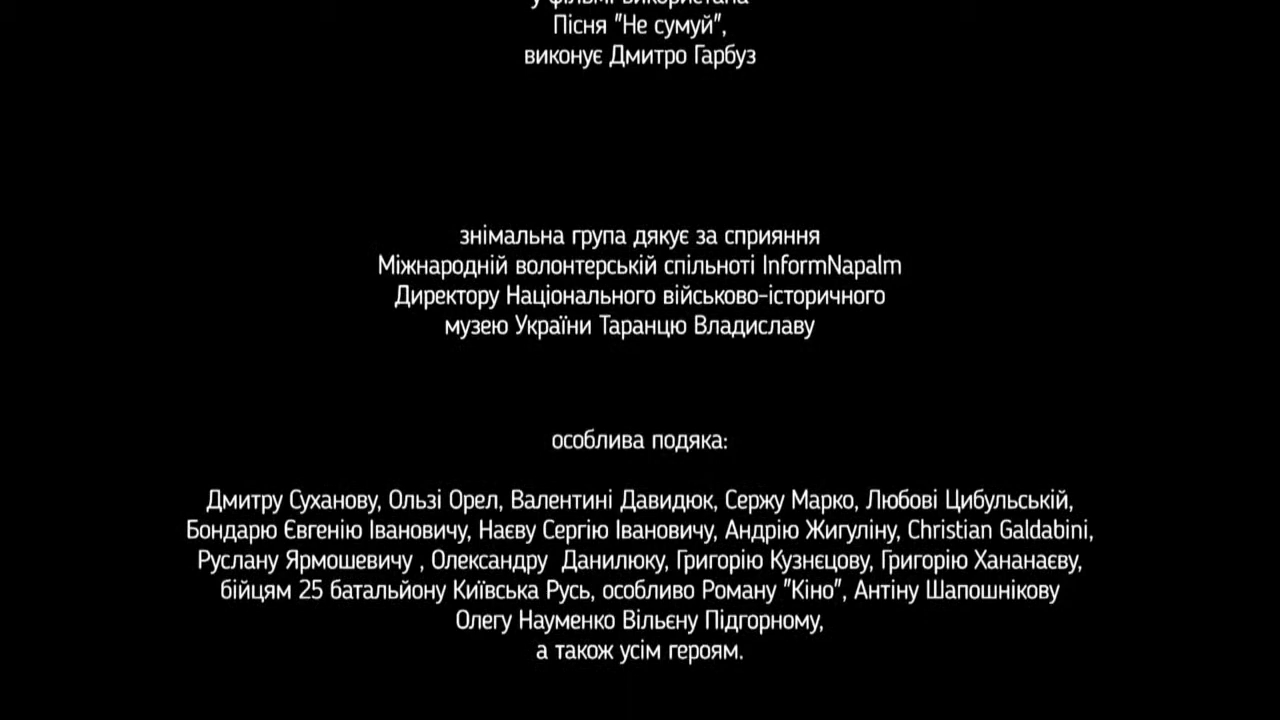 у фільмі використана
Пісня "Не сумуй",
виконує Дмитро Гарбуз
знімальна група дякує за сприяння
Міжнародній волонтерській спільноті InformNapalm
Директору Національного військово-історичного
музею України Таранцю Владиславу
особлива подяка:
Дмитру Суханову, Ользі Орел, Валентині Давидюк, Сержу Марко, Любові Цибульській,
Бондарю Євгенію Івановичу, Наєву Сергію Івановичу, Андрію Жигуліну, Christian Galdabini,
Руслану Ярмошевичу , Олександру  Данилюку, Григорію Кузнєцову, Григорію Хананаєву,
бійцям 25 батальйону Київська Русь, особливо Роману "Кіно", Антіну Шапошнікову
Олегу Науменко Вільєну Підгорному,
а також усім героям.